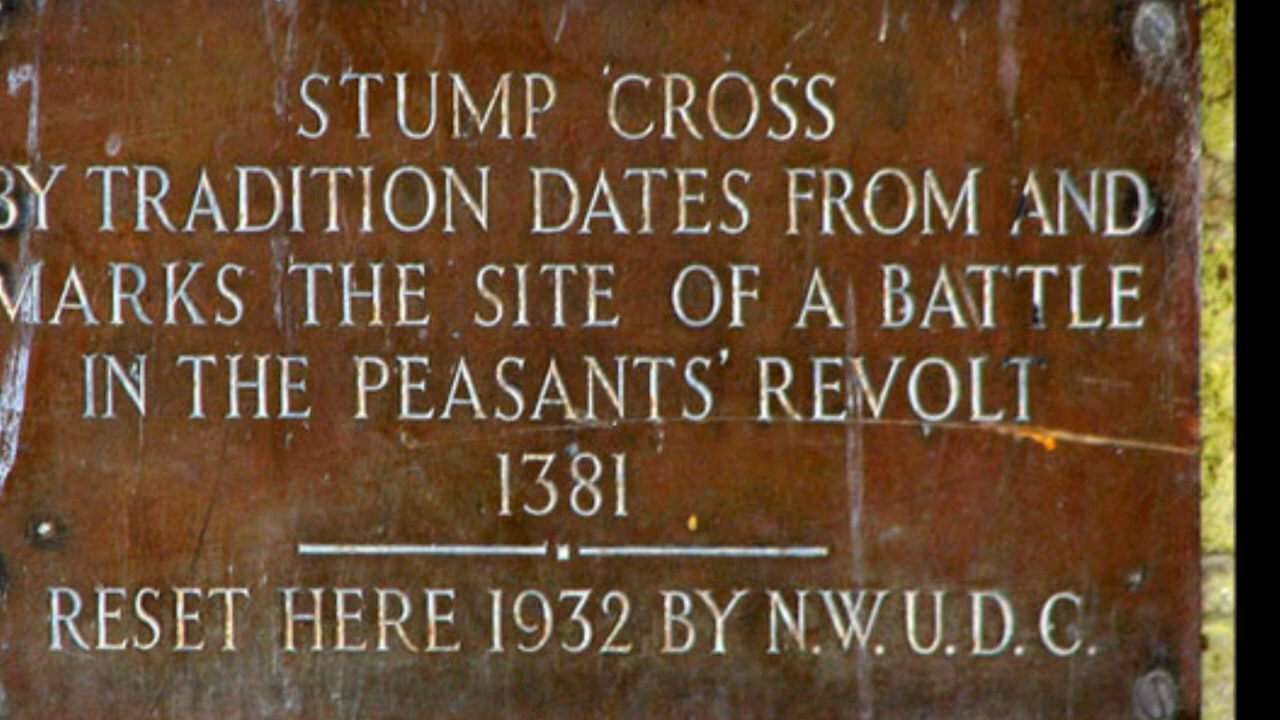 STUMP CROSS
BY TRADITION DATES FROM AND
MARKS THE SITE OF A BATTLE
IN THE PEASANTS' REVOLT
1381
RESET HERE 1932 BY N.W.U.D.C.